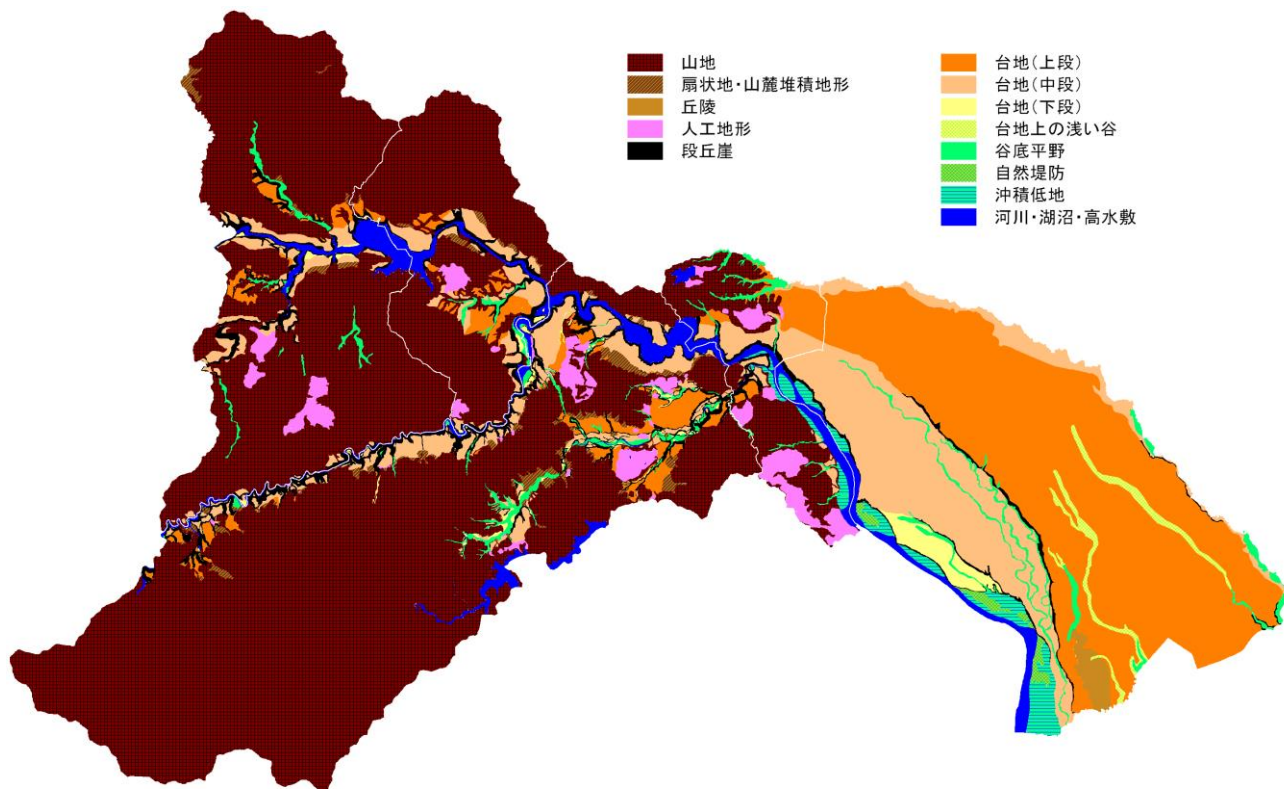 山地
扇状地・山麓堆積地形
丘陵
人工地形
段丘崖
台地(上段)
台地(中段)
台地(下段)
台地上の浅い谷
谷底平野
自然堤防
沖積低地
河川・湖沼・高水敷